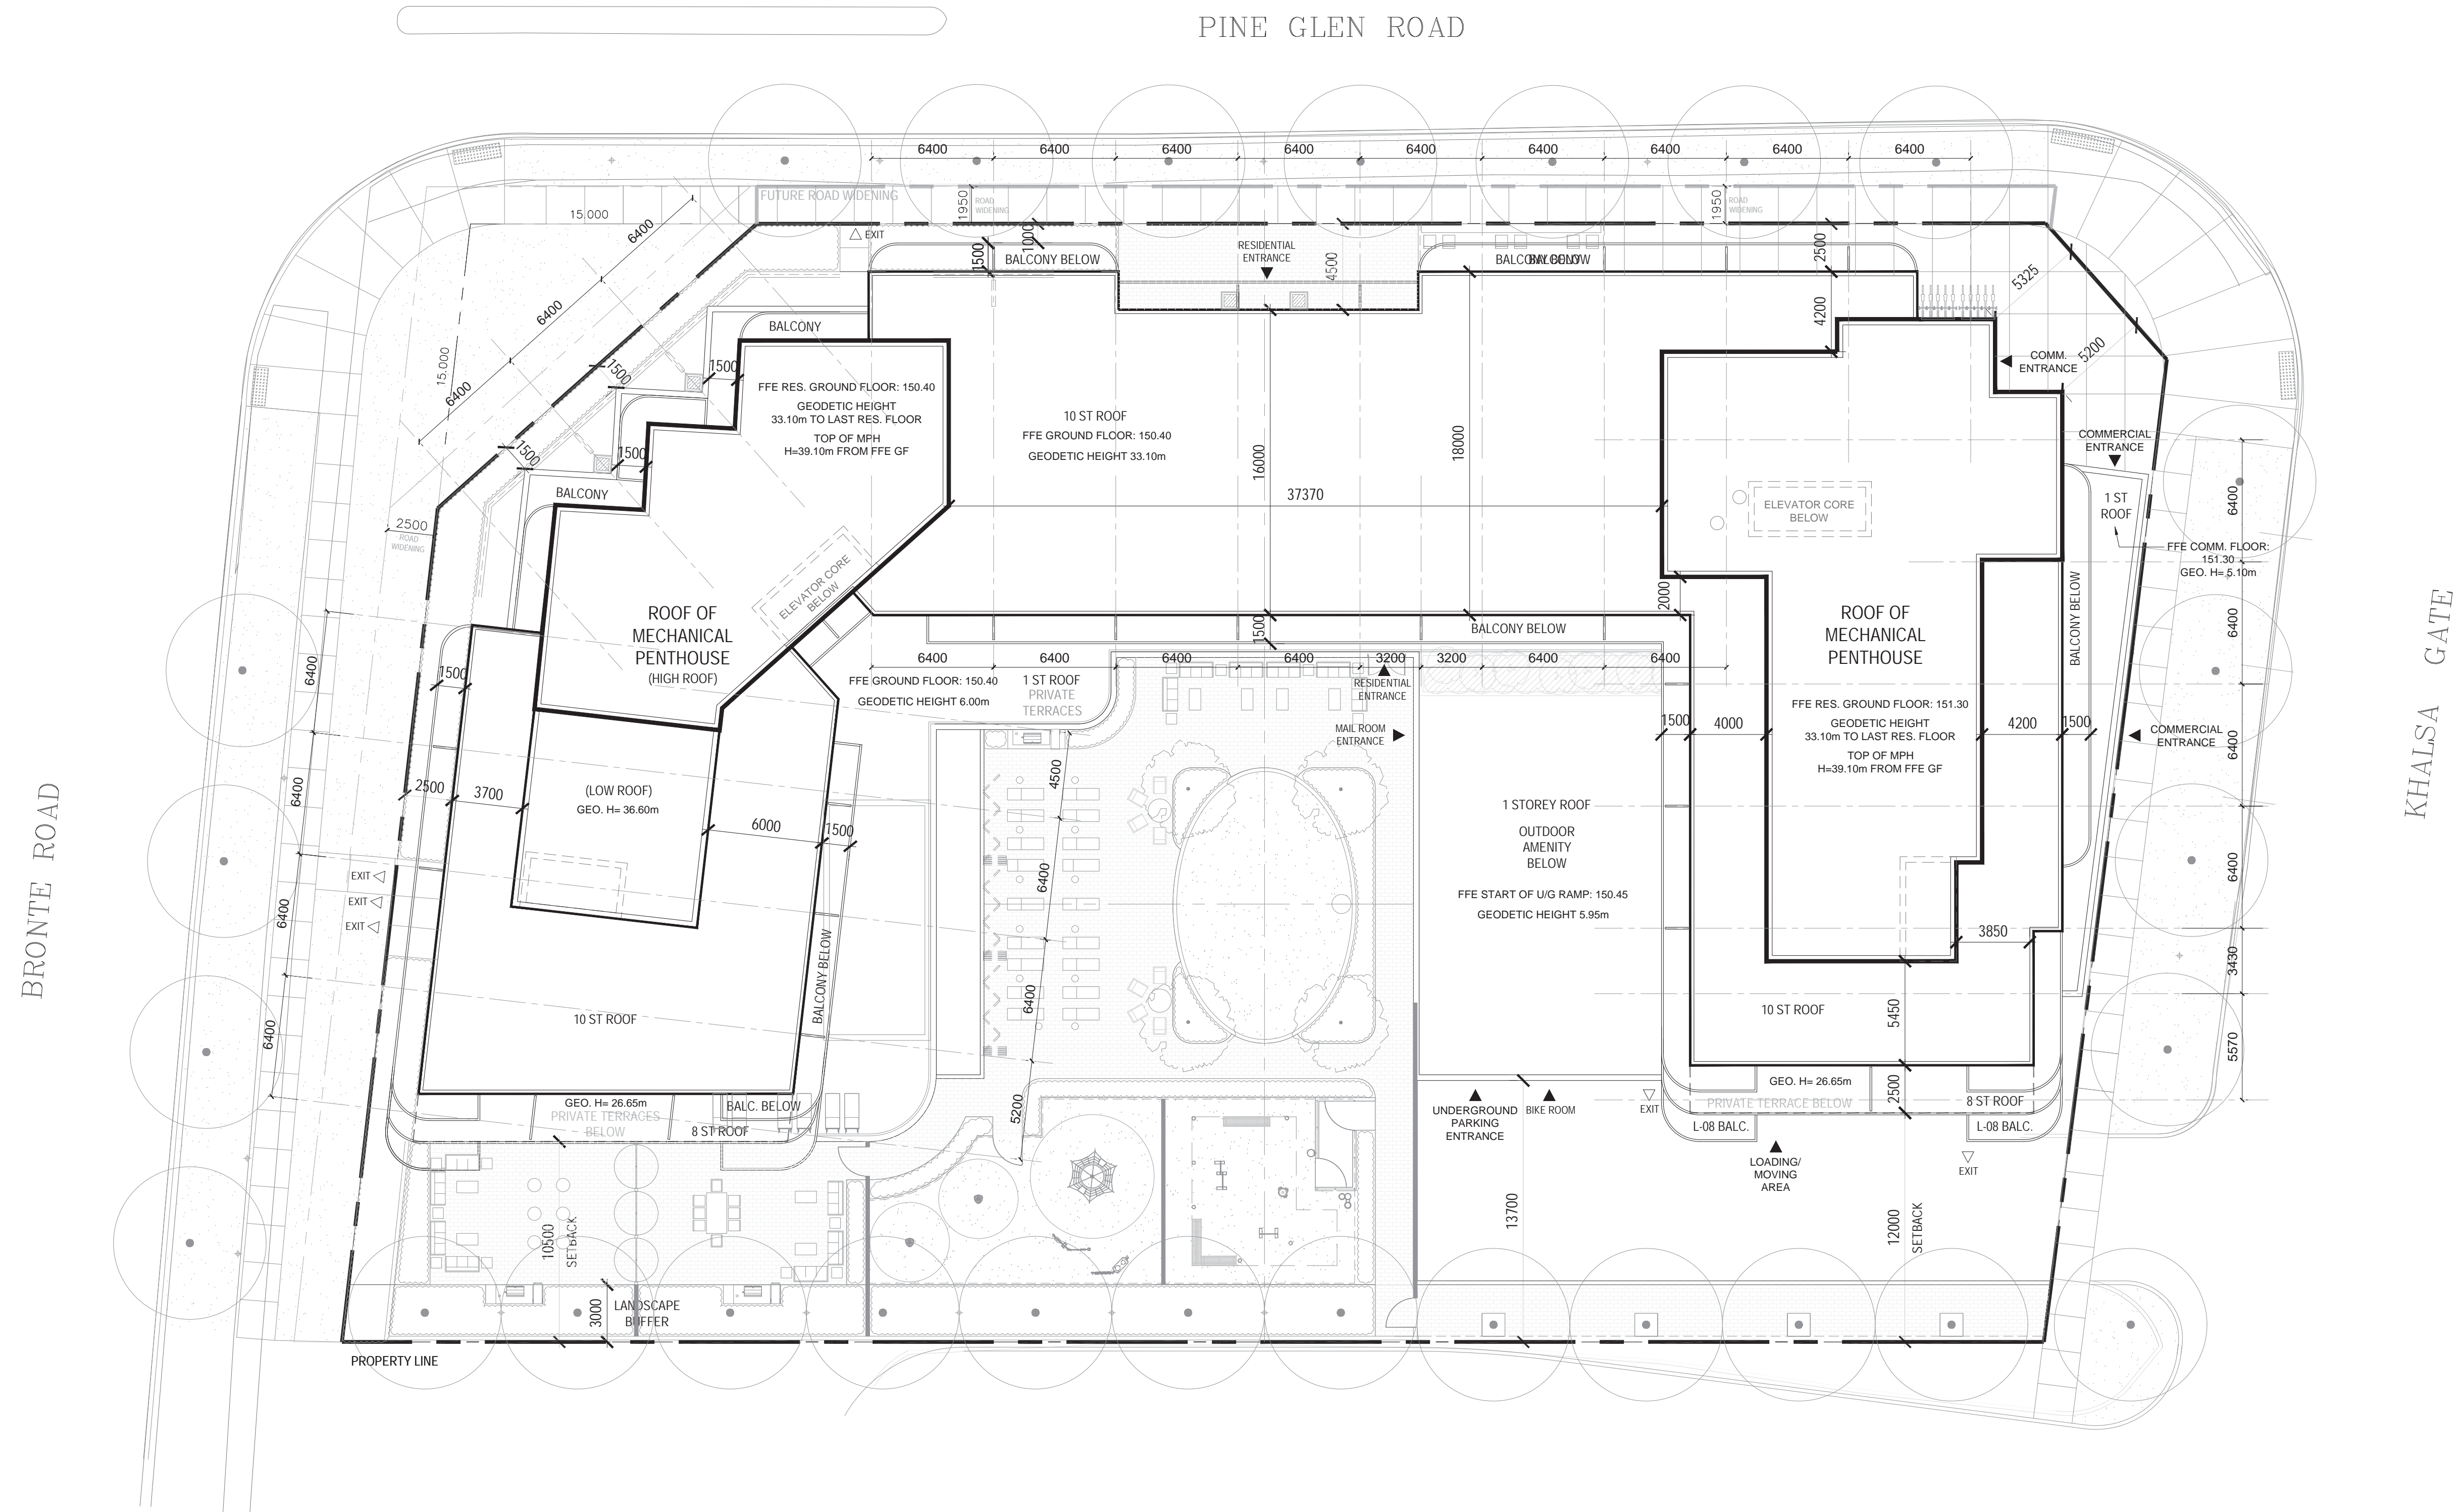 PINE GLEN ROAD
6400
6400
6400
6400
6400
6400
6400
6400
6400
FUTURE ROAD WIDENING
1950
ROAD
WIDENING
1950
ROAD
WIDENING
15.000
6400
EXIT
1500
1000
BALCONY BELOW
RESIDENTIAL
ENTRANCE
4500
BALCONY BELOW
BALCONY BELOW
2500
5325
6400
BALCONY
4200
5200
COMM.
ENTRANCE
15.000
6400
1500
1500
FFE RES. GROUND FLOOR: 150.40
GEODETIC HEIGHT
33.10m TO LAST RES. FLOOR
TOP OF MPH
H=39.10m FROM FFE GF
10 ST ROOF
FFE GROUND FLOOR: 150.40
GEODETIC HEIGHT 33.10m
16000
18000
COMMERCIAL
ENTRANCE
1500
1500
BALCONY
37370
ELEVATOR CORE
BELOW
1 ST
ROOF
6400
2500
ROAD
WIDENING
FFE COMM. FLOOR:
151.30
GEO. H= 5.10m
ELEVATOR CORE
BELOW
ROOF OF
MECHANICAL
PENTHOUSE
(HIGH ROOF)
2000
ROOF OF
MECHANICAL
PENTHOUSE
BALCONY BELOW
6400
KHALSA GATE
1500
BALCONY BELOW
6400
1500
6400
6400
6400
6400
3200
3200
6400
6400
FFE GROUND FLOOR: 150.40
GEODETIC HEIGHT 6.00m
1 ST ROOF
PRIVATE
TERRACES
RESIDENTIAL
ENTRANCE
MAIL ROOM
ENTRANCE
1500
4000
FFE RES. GROUND FLOOR: 151.30
GEODETIC HEIGHT
33.10m TO LAST RES. FLOOR
TOP OF MPH
H=39.10m FROM FFE GF
4200
1500
COMMERCIAL
ENTRANCE
6400
BRONTE ROAD
6400
2500
3700
(LOW ROOF)
GEO. H= 36.60m
6000
1500
4500
1 STOREY ROOF
OUTDOOR
AMENITY
BELOW
FFE START OF U/G RAMP: 150.45
GEODETIC HEIGHT 5.95m
6400
EXIT
EXIT
EXIT
6400
6400
BALCONY BELOW
3850
3430
6400
10 ST ROOF
6400
10 ST ROOF
5450
5570
GEO. H= 26.65m
PRIVATE TERRACES
BELOW
BALC. BELOW
8 ST ROOF
5200
UNDERGROUND
PARKING
ENTRANCE
BIKE ROOM
EXIT
GEO. H= 26.65m
PRIVATE TERRACE BELOW
2500
8 ST ROOF
L-08 BALC.
L-08 BALC.
LOADING/
MOVING
AREA
EXIT
10500
SETBACK
13700
12000
SETBACK
3000
LANDSCAPE
BUFFER
PROPERTY LINE